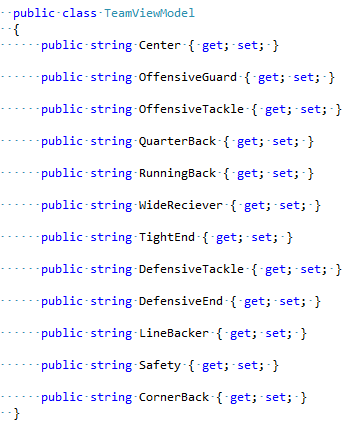 public class TeamViewModel
{
public string Center { get; set; }
public string OffensiveGuard { get; set; }
public string OffensiveTackle { get; set; }
public string QuarterBack { get; set; }
public string RunningBack { get; set; }
public string WideReciever { get; set; }
public string TightEnd { get; set; }
public string DefensiveTackle { get; set; }
public string DefensiveEnd { get; set; }
public string LineBacker { get; set; }
public string Safety { get; set; }
public string CornerBack { get; set; }
}